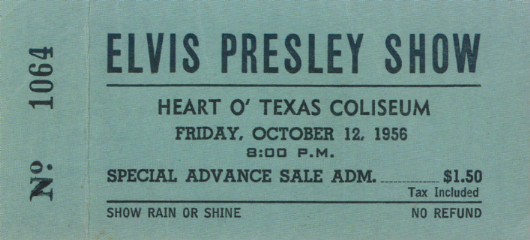 Nº 1064
ELVIS PRESLEY SHOW
HEART O' TEXAS COLISEUM
FRIDAY, OCTOBER 12, 1956
8:00 P.M.
SPECIAL ADVANCE SALE ADM. $1.50
Tax Included
SHOW RAIN OR SHINE NO REFUND